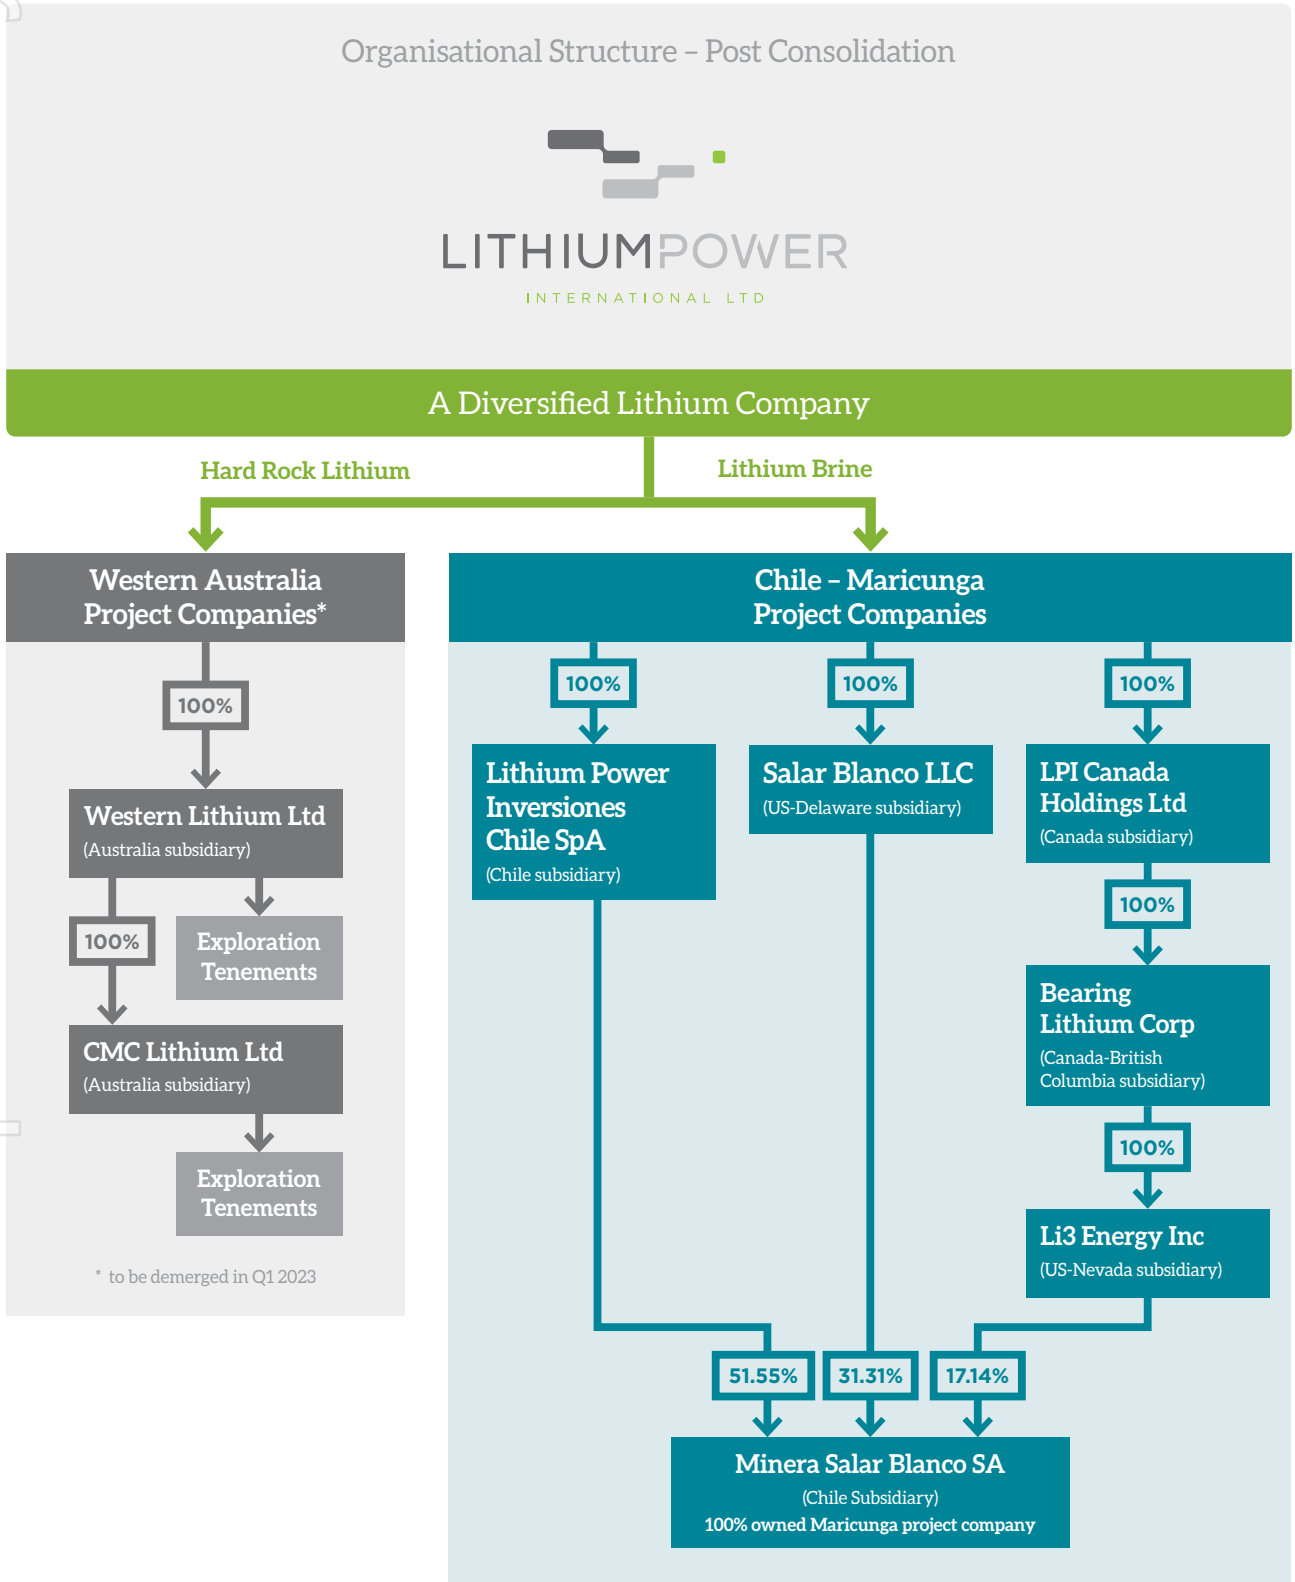 Organisational Structure – Post Consolidation
LITHIUMPOWER
INTERNATIONAL LTD
A Diversified Lithium Company
Hard Rock Lithium
Lithium Brine
Western Australia
Project Companies*
100%
Western Lithium Ltd
(Australia subsidiary)
100%
Exploration
Tenements
CMC Lithium Ltd
(Australia subsidiary)
Exploration
Tenements
* to be demerged in Q1 2023
Chile – Maricunga
Project Companies
100%
100%
100%
Lithium Power
Inversiones
Chile SpA
(Chile subsidiary)
Salar Blanco LLC
(US-Delaware subsidiary)
LPI Canada
Holdings Ltd
(Canada subsidiary)
100%
Bearing
Lithium Corp
(Canada-British
Columbia subsidiary)
100%
Li3 Energy Inc
(US-Nevada subsidiary)
51.55%
31.31%
17.14%
Minera Salar Blanco SA
(Chile Subsidiary)
100% owned Maricunga project company